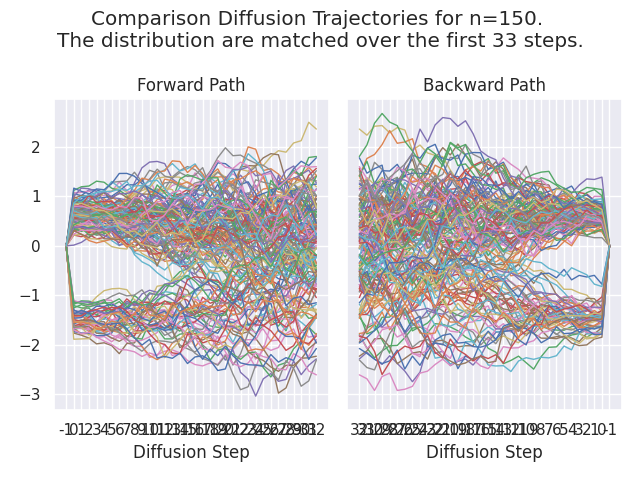 Comparison Diffusion Trajectories for n=150.
The distribution are matched over the first 33 steps.
Forward Path
Backward Path
2
1
0
−1
−2
−3
Diffusion Step
Diffusion Step